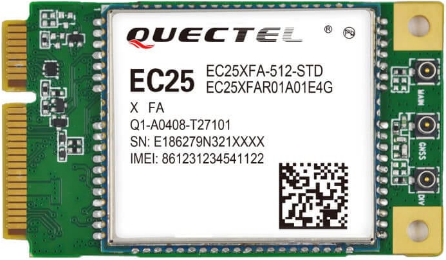 QUECTEL ®
EC25 EC25XFA-512-STD
EC25XFAR01A01E4G
X FA
Q1-A0408-T27101
SN: E186279N321XXXX
IMEI: 861231234541122
MAIN
GNSS
DIV